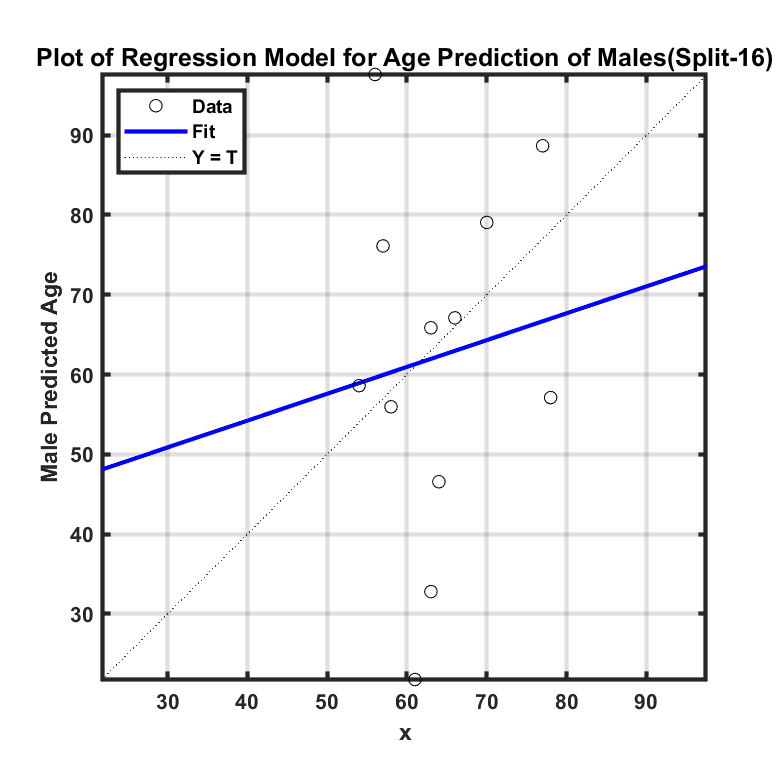 Plot of Regression Model for Age Prediction of Males(Split-16)
Data
Fit
Y = T
90
80
70
60
50
40
30
Male Predicted Age
30 40 50 60 70 80 90
x